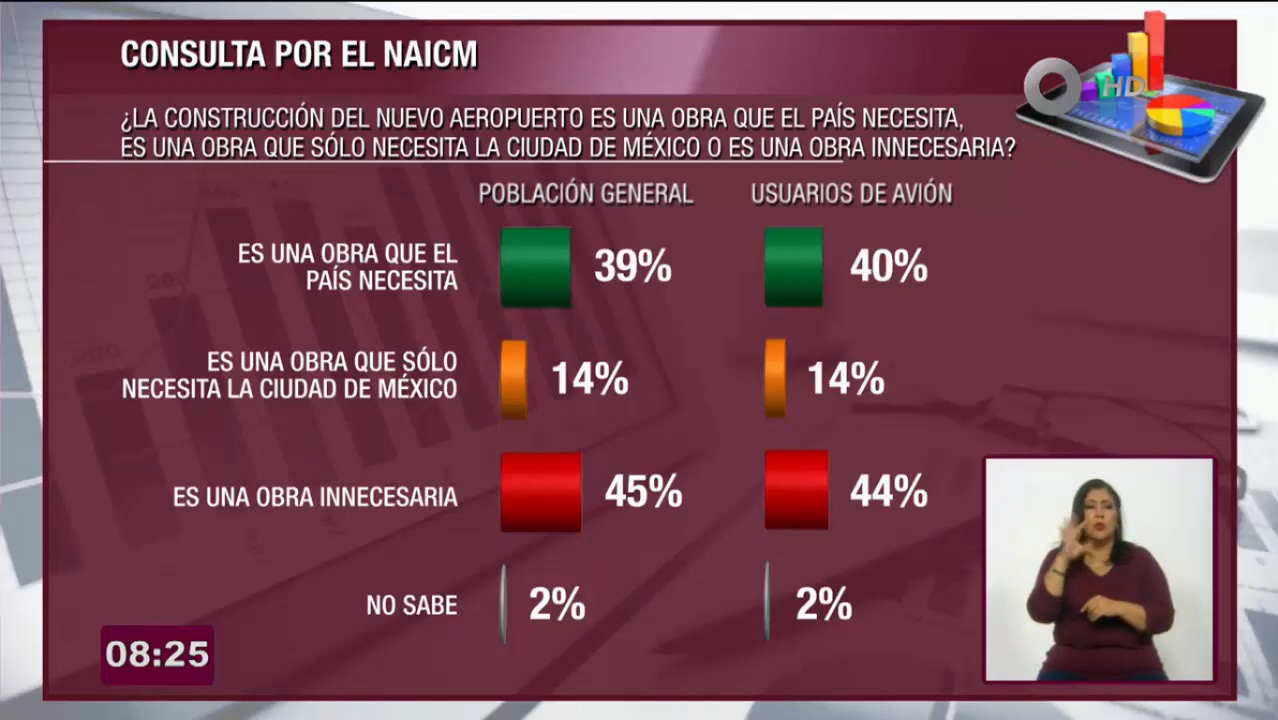 CONSULTA POR EL NAICM
HD
¿LA CONSTRUCCIÓN DEL NUEVO AEROPUERTO ES UNA OBRA QUE EL PAÍS NECESITA,
ES UNA OBRA QUE SÓLO NECESITA LA CIUDAD DE MÉXICO O ES UNA OBRA INNECESARIA?
POBLACIÓN GENERAL USUARIOS DE AVIÓN
ES UNA OBRA QUE EL
PAÍS NECESITA
39% 40%
ES UNA OBRA QUE SÓLO
NECESITA LA CIUDAD DE MÉXICO
14% 14%
ES UNA OBRA INNECESARIA 45% 44%
NO SABE 2% 2%
08:25